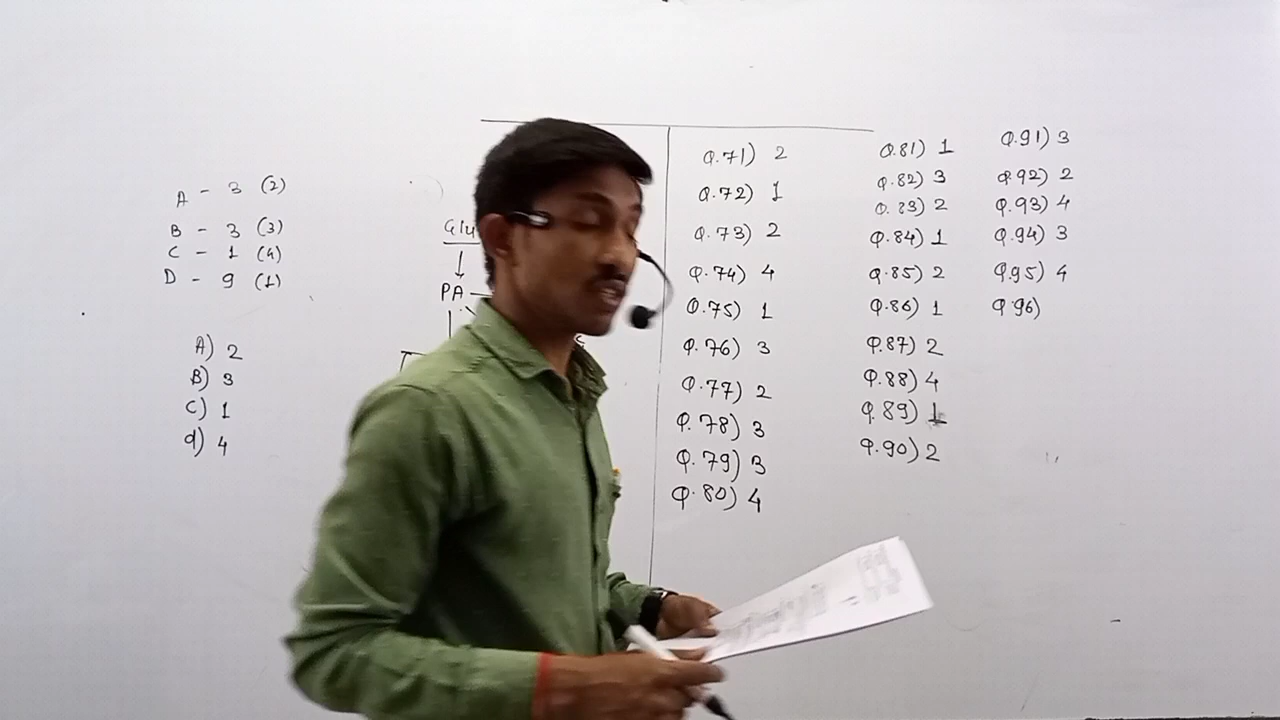 A - 3 (2)
B - 3 (3)
C - 1 (4)
D - 9 (1)
A) 2
B) 3
C) 1
d) 4
Glu
PA
Q.71) 2
Q.72) 1
Q.73) 2
Q.74) 4
Q.75) 1
Q.76) 3
Q.77) 2
Q.78) 3
Q.79) 3
Q.80) 4
Q.81) 1
Q.82) 3
Q.83) 2
Q.84) 1
Q.85) 2
Q.86) 1
Q.87) 2
Q.88) 4
Q.89) 1
Q.90) 2
Q.91) 3
Q.92) 2
Q.93) 4
Q.94) 3
Q.95) 4
Q.96)